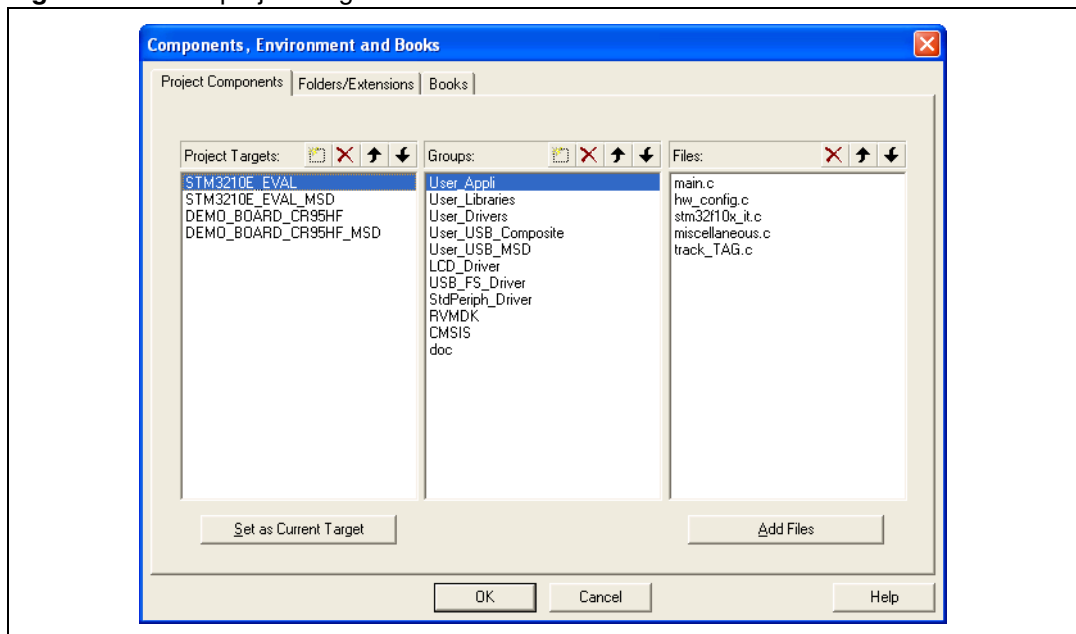 Components, Environment and Books
Project Components Folders/Extensions Books
Project Targets: Groups: Files:
STM3210E_EVAL User_Appli main.c
STM3210E_EVAL_MSD User_Libraries hw_config.c
DEMO_BOARD_CR95HF User_Drivers stm32f10x_it.c
DEMO_BOARD_CR95HF_MSD User_USB_Composite miscellaneous.c
User_USB_MSD track_TAG.c
LCD_Driver
USB_FS_Driver
StdPeriph_Driver
RVMDK
CMSIS
doc
Set as Current Target Add Files
OK Cancel Help